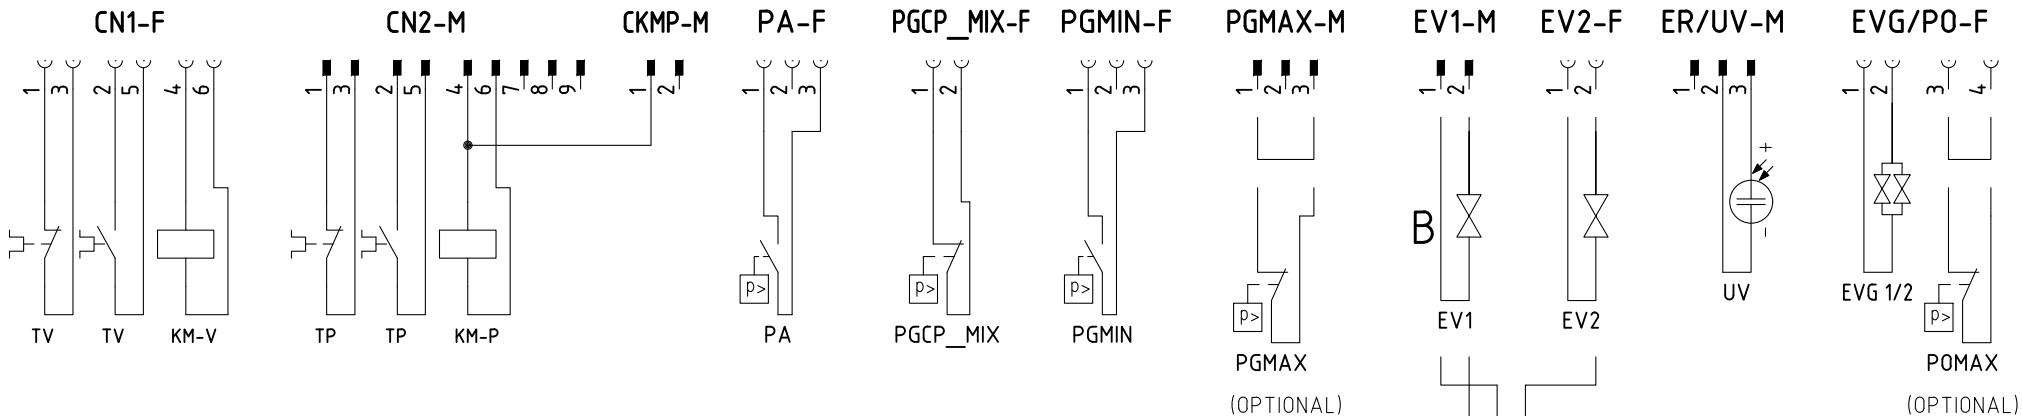 CN1-F CN2-M CKMP-M PA-F PGCP_MIX-F PGMIN-F PGMAX-M EV1-M EV2-F ER/UV-M EVG/PO-F
1 3 2 5 4 6 1 3 2 5 4 6 7 8 9 1 2 1 2 3 1 2 1 2 3 1 2 3 1 2 1 2 1 2 3 1 2 3 4
+
B
-
p> p> p> p> p>
UV EVG 1/2
EV1 EV2
TV TV KM-V TP TP KM-P PA PGCP_MIX PGMIN
PGMAX POMAX
(OPTIONAL) (OPTIONAL)